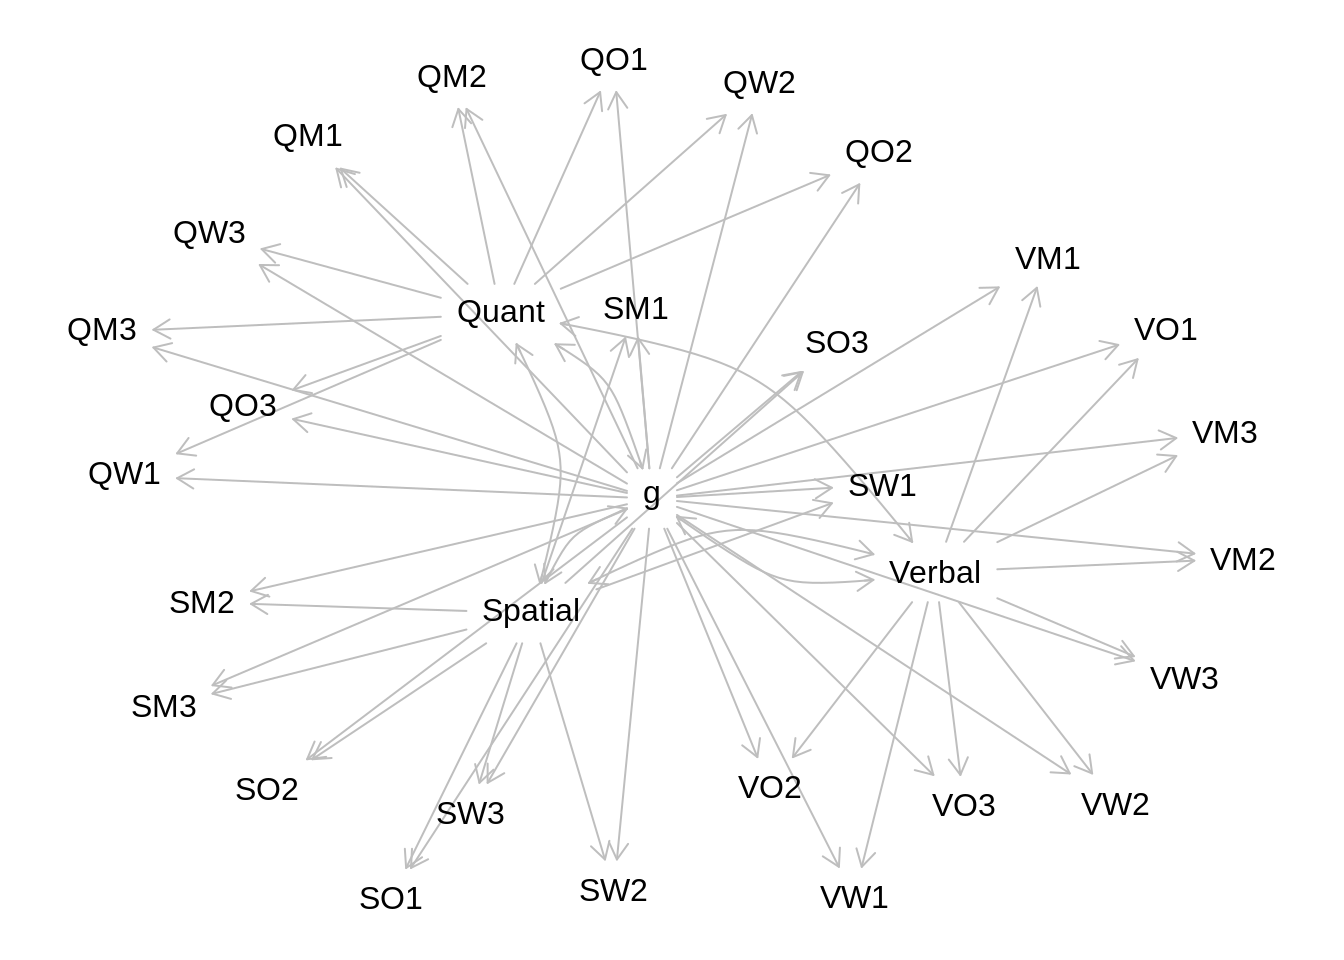 QO1
QM2
QW2
QM1
QO2
QW3
VM1
SM1
Quant
QM3
VO1
SO3
QO3
VM3
QW1
SW1
g
VM2
Verbal
SM2
Spatial
VW3
SM3
VO2
SO2
VW2
VO3
SW3
SW2
VW1
SO1